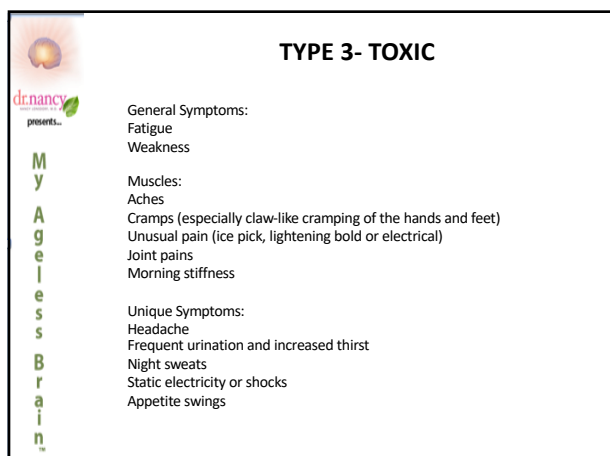 TYPE 3- TOXIC
dr.nancy
presents...
My Ageless Brain™
General Symptoms:
Fatigue
Weakness
Muscles:
Aches
Cramps (especially claw-like cramping of the hands and feet)
Unusual pain (ice pick, lightening bold or electrical)
Joint pains
Morning stiffness
Unique Symptoms:
Headache
Frequent urination and increased thirst
Night sweats
Static electricity or shocks
Appetite swings